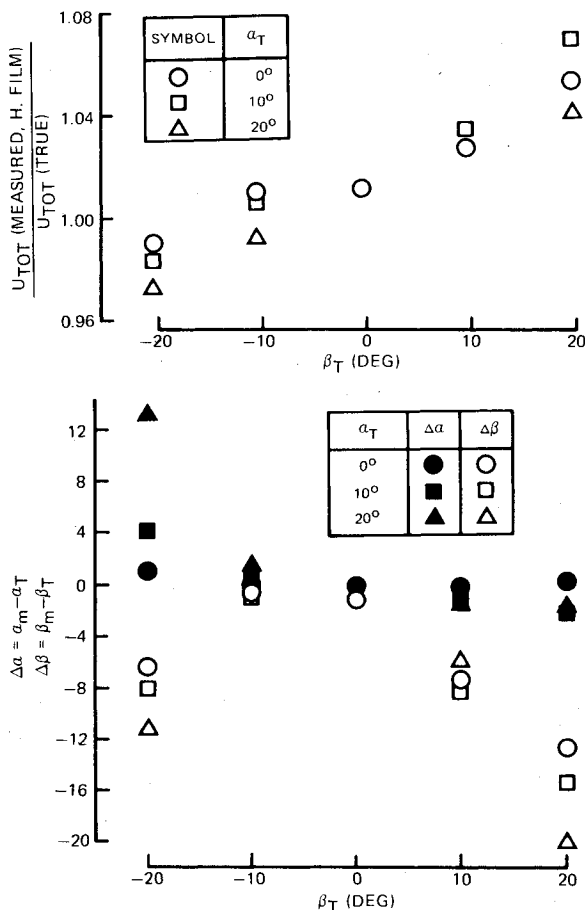 U_TOT (MEASURED, H. FILM)
U_TOT (TRUE)
1.08
1.04
1.00
0.96
SYMBOL α_T
0°
10°
20°
−20 −10 0 10 20
β_T (DEG)
Δα = α_m−α_T
Δβ = β_m−β_T
12
8
4
0
−4
−8
−12
−16
−20
α_T Δα Δβ
0°
10°
20°
−20 −10 0 10 20
β_T (DEG)